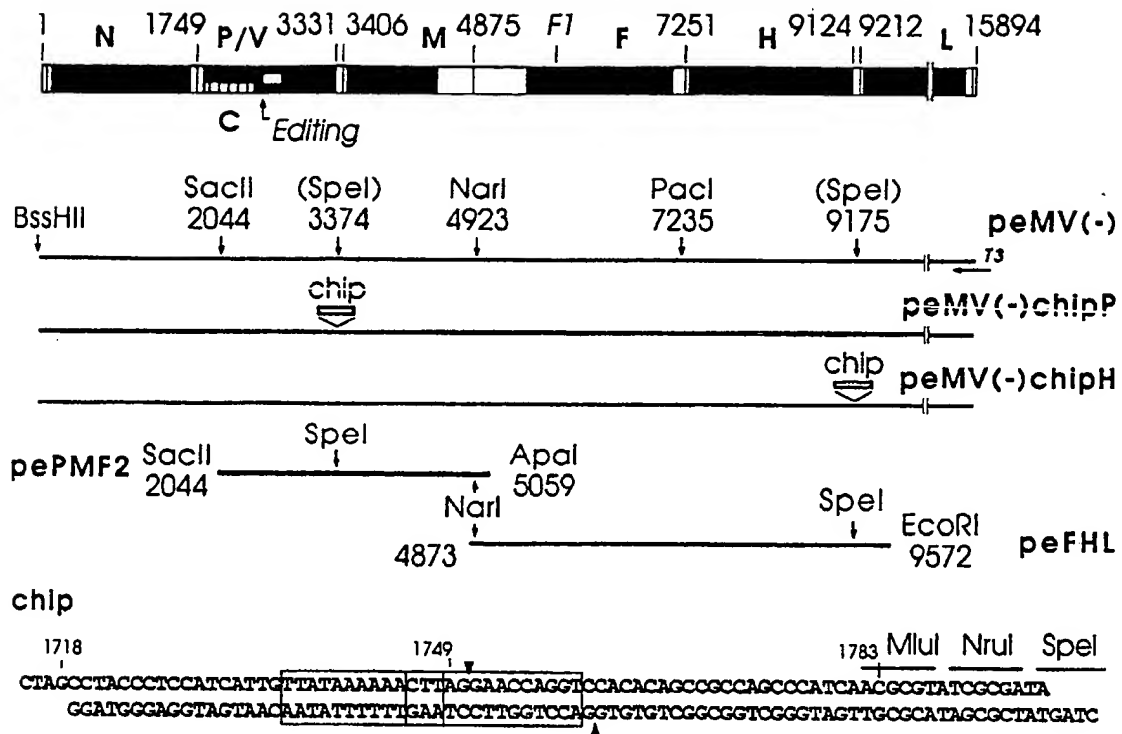 1 N 1749 P/V 3331 3406 M 4875 F1 F 7251 H 9124 9212 L 15894
C Editing
SacII (SpeI) NarI PacI (SpeI)
BssHII 2044 3374 4923 7235 9175 peMV(-)
T3
chip
peMV(-)chipP
chip
peMV(-)chipH
SpeI
pePMF2 SacII ApaI
2044 5059
NarI SpeI
EcoRI
4873 9572 peFHL
chip
1718 1749 1783 MluI NruI SpeI
CTAGCCTACCCTCCATCATTGTTATAAAAAACTTAGGAACCAGGTCCACACAGCCGCCAGCCCATCAACGCGTATCGCGATA
GGATGGGAGGTAGTAACAATATTTTTTGAATCCTTGGTCCAGGTGTGTCGGCGGTCGGGTAGTTGCGCATAGCGCTATGATC